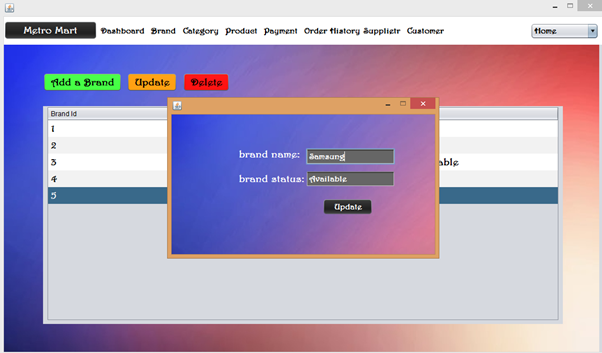 Metro Mart Dashboard Brand Category Product Payment Order History Supplietr Customer Home
Add a Brand Update Delete
Brand Id
1
2
3 able
4
5
brand name: Samsung
brand status: Available
Update